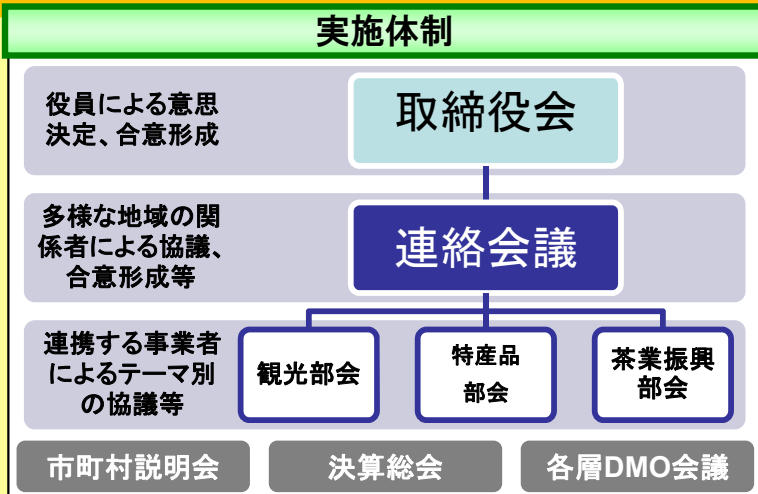 実施体制
役員による意思
決定、合意形成
取締役会
多様な地域の関
係者による協議、
合意形成等
連絡会議
連携する事業者
によるテーマ別
の協議等
観光部会
特産品
部会
茶業振興
部会
市町村説明会
決算総会
各層DMO会議